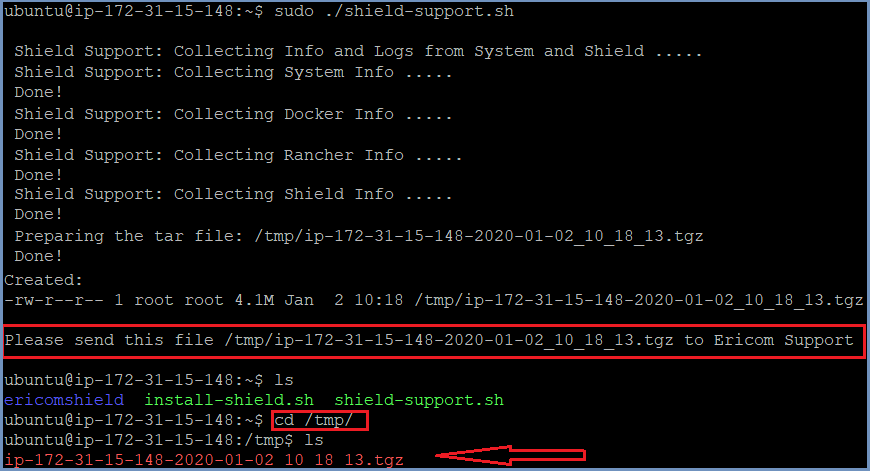 ubuntu@ip-172-31-15-148:~$ sudo ./shield-support.sh
Shield Support: Collecting Info and Logs from System and Shield .....
Shield Support: Collecting System Info .....
Done!
Shield Support: Collecting Docker Info .....
Done!
Shield Support: Collecting Rancher Info .....
Done!
Shield Support: Collecting Shield Info .....
Done!
Preparing the tar file: /tmp/ip-172-31-15-148-2020-01-02_10_18_13.tgz
Done!
Created:
-rw-r--r-- 1 root root 4.1M Jan  2 10:18 /tmp/ip-172-31-15-148-2020-01-02_10_18_13.tgz
Please send this file /tmp/ip-172-31-15-148-2020-01-02_10_18_13.tgz to Ericom Support
ubuntu@ip-172-31-15-148:~$ ls
ericomshield  install-shield.sh  shield-support.sh
ubuntu@ip-172-31-15-148:~$ cd /tmp/
ubuntu@ip-172-31-15-148:/tmp$ ls
ip-172-31-15-148-2020-01-02_10_18_13.tgz